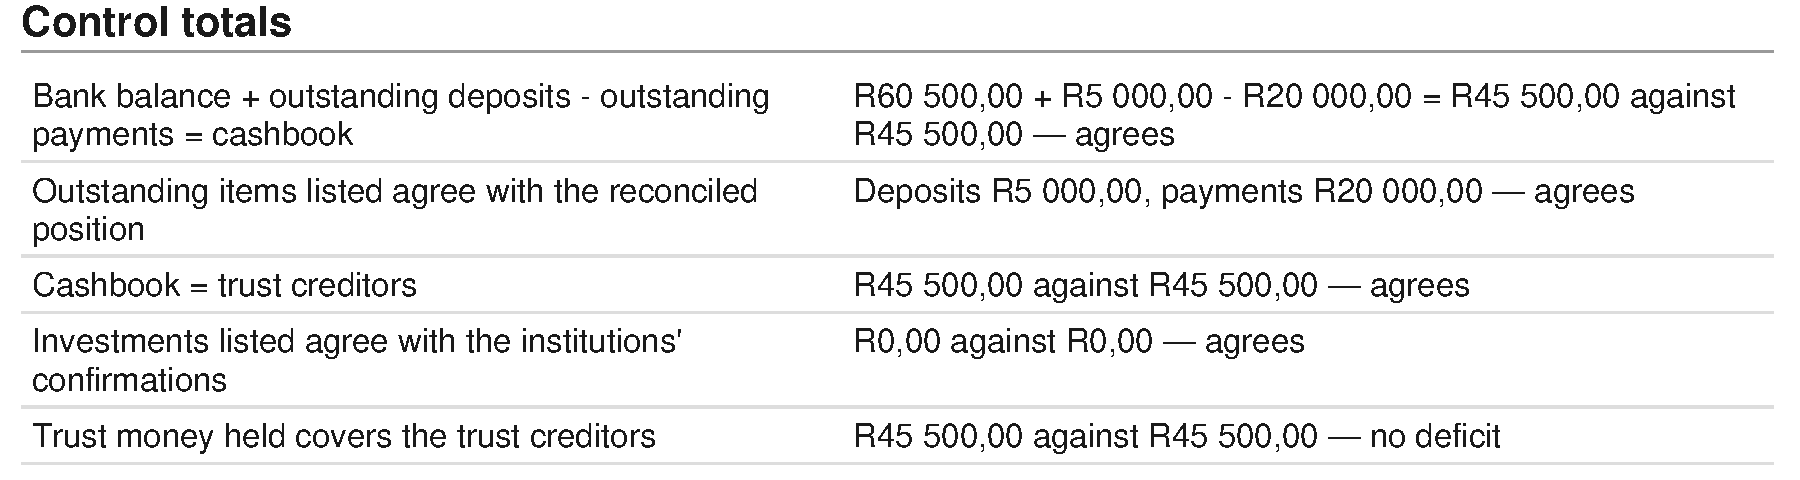 Control totals
Bank balance + outstanding deposits - outstanding
payments = cashbook
R60 500,00 + R5 000,00 - R20 000,00 = R45 500,00 against
R45 500,00 — agrees
Outstanding items listed agree with the reconciled
position
Deposits R5 000,00, payments R20 000,00 — agrees
Cashbook = trust creditors
R45 500,00 against R45 500,00 — agrees
Investments listed agree with the institutions'
confirmations
R0,00 against R0,00 — agrees
Trust money held covers the trust creditors
R45 500,00 against R45 500,00 — no deficit